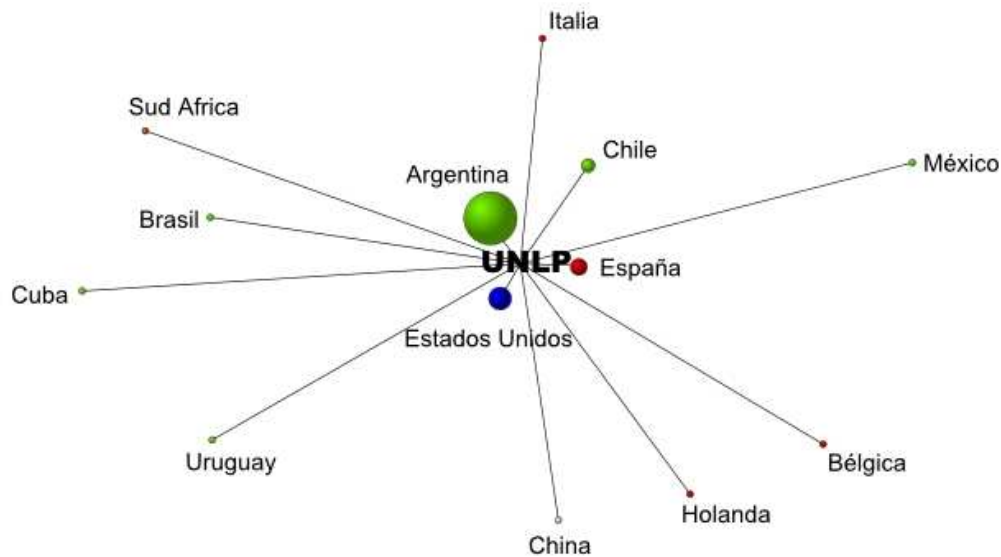 Italia
Sud Africa
Chile
México
Argentina
Brasil
UNLP
España
Cuba
Estados Unidos
Uruguay
Bélgica
Holanda
China